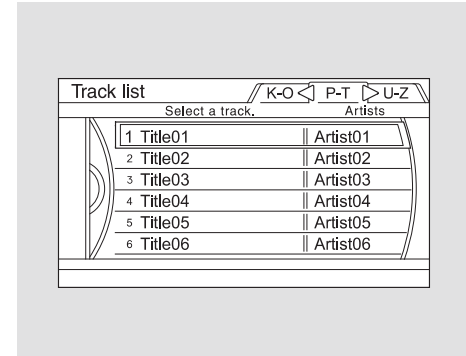 Track list K-O P-T U-Z
Select a track. Artists
1 Title01 Artist01
2 Title02 Artist02
3 Title03 Artist03
4 Title04 Artist04
5 Title05 Artist05
6 Title06 Artist06